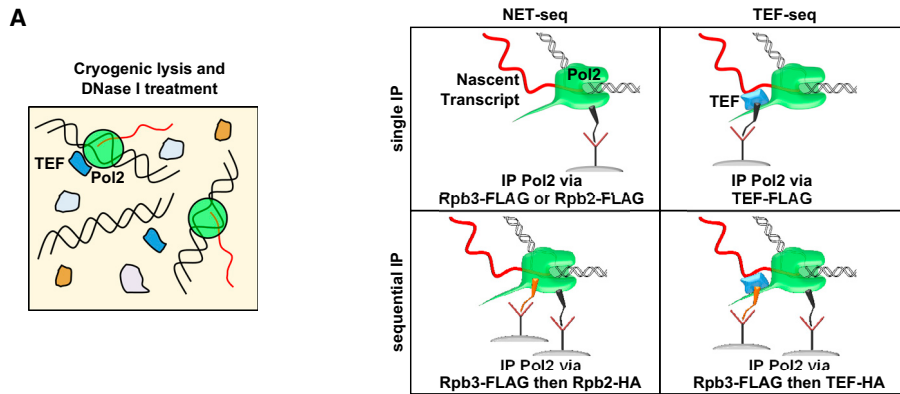 A
Cryogenic lysis and
DNase I treatment
TEF
Pol2
NET-seq
TEF-seq
single IP
Nascent
Transcript
Pol2
IP Pol2 via
Rpb3-FLAG or Rpb2-FLAG
TEF
IP Pol2 via
TEF-FLAG
sequential IP
IP Pol2 via
Rpb3-FLAG then Rpb2-HA
IP Pol2 via
Rpb3-FLAG then TEF-HA